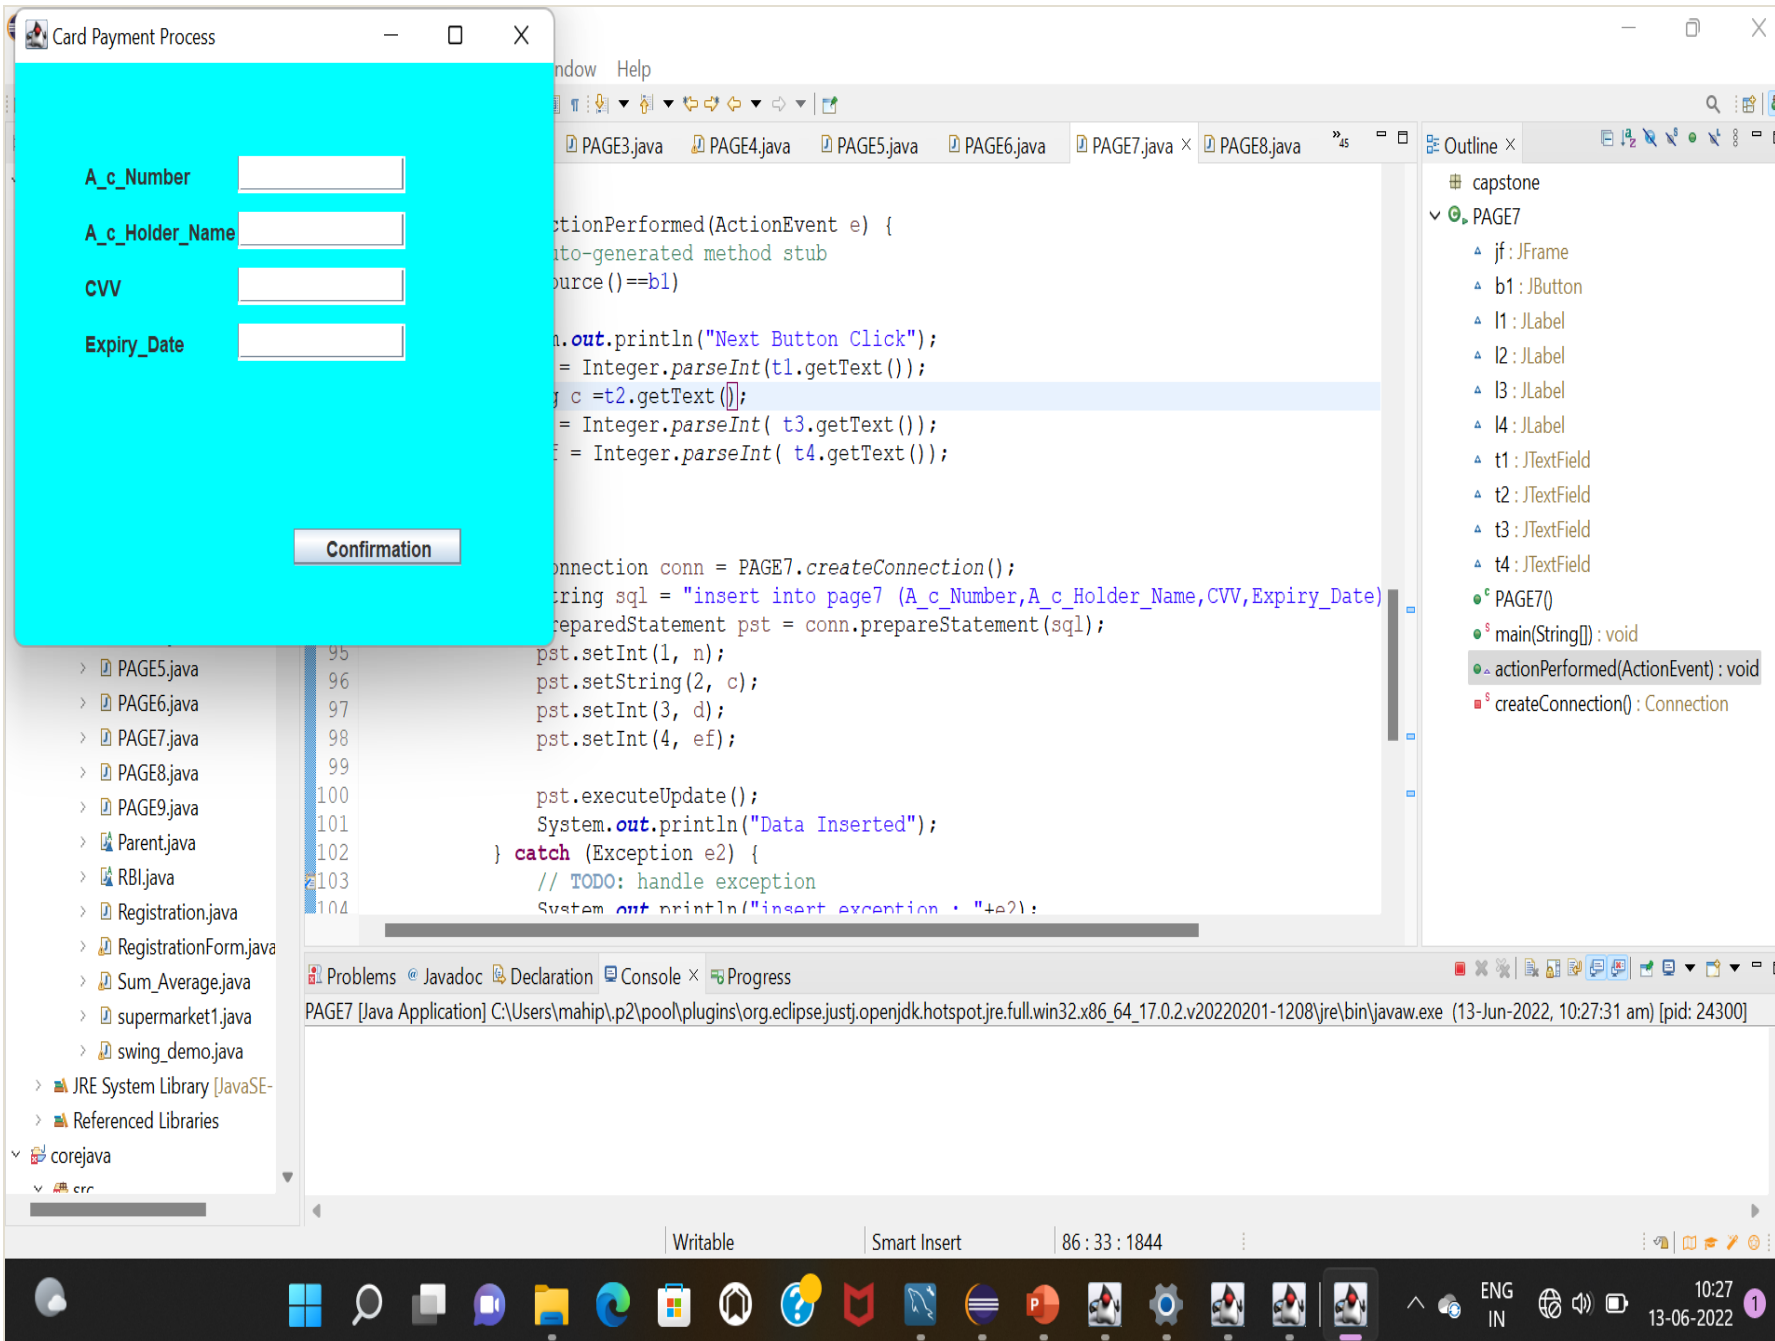 Card Payment Process
A_c_Number
A_c_Holder_Name
CVV
Expiry_Date
Confirmation
Help
PAGE3.java
PAGE4.java
PAGE5.java
PAGE6.java
PAGE7.java
PAGE8.java
45
ctionPerformed(ActionEvent e) {
uto-generated method stub
ource()==b1)
.out.println("Next Button Click");
= Integer.parseInt(t1.getText());
c =t2.getText();
= Integer.parseInt( t3.getText());
f = Integer.parseInt( t4.getText());
onnection conn = PAGE7.createConnection();
tring sql = "insert into page7 (A_c_Number,A_c_Holder_Name,CVV,Expiry_Date)
reparedStatement pst = conn.prepareStatement(sql);
95 pst.setInt(1, n);
96 pst.setString(2, c);
97 pst.setInt(3, d);
98 pst.setInt(4, ef);
99
100 pst.executeUpdate();
101 System.out.println("Data Inserted");
102 } catch (Exception e2) {
103 // TODO: handle exception
104 System.out.println("insert exception : "+e2);
PAGE5.java
PAGE6.java
PAGE7.java
PAGE8.java
PAGE9.java
Parent.java
RBI.java
Registration.java
RegistrationForm.java
Sum_Average.java
supermarket1.java
swing_demo.java
JRE System Library [JavaSE-
Referenced Libraries
corejava
src
Outline
capstone
PAGE7
jf : JFrame
b1 : JButton
l1 : JLabel
l2 : JLabel
l3 : JLabel
l4 : JLabel
t1 : JTextField
t2 : JTextField
t3 : JTextField
t4 : JTextField
PAGE7()
main(String[]) : void
actionPerformed(ActionEvent) : void
createConnection() : Connection
Problems @ Javadoc Declaration Console Progress
PAGE7 [Java Application] C:\Users\mahip\.p2\pool\plugins\org.eclipse.justj.openjdk.hotspot.jre.full.win32.x86_64_17.0.2.v20220201-1208\jre\bin\javaw.exe (13-Jun-2022, 10:27:31 am) [pid: 24300]
Writable
Smart Insert
86 : 33 : 1844
ENG
IN
10:27
13-06-2022
1